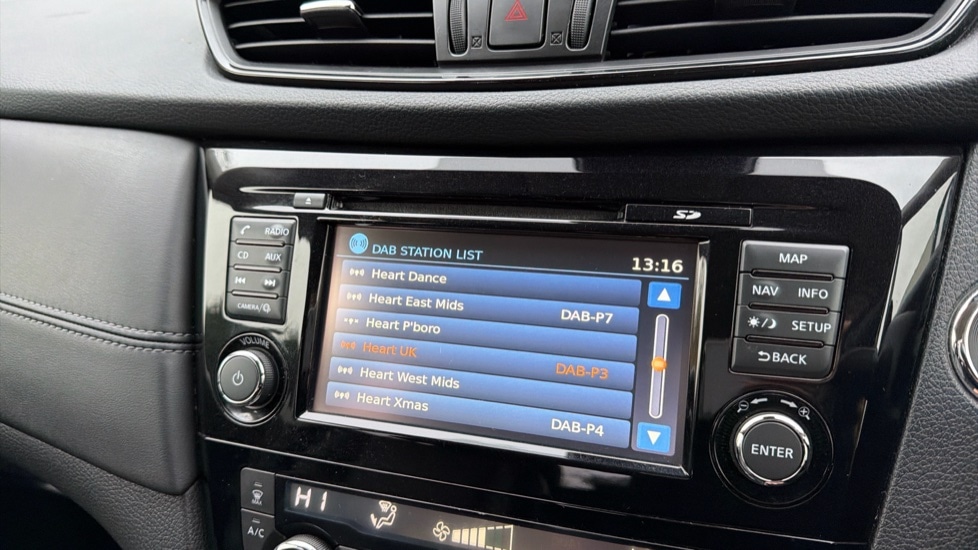 SD
RADIO
CD AUX
CAMERA/
VOLUME
DAB STATION LIST
13:16
Heart Dance
Heart East Mids DAB-P7
Heart P'boro
Heart UK DAB-P3
Heart West Mids
Heart Xmas DAB-P4
MAP
NAV INFO
SETUP
BACK
ENTER
MAX
A/C
H1